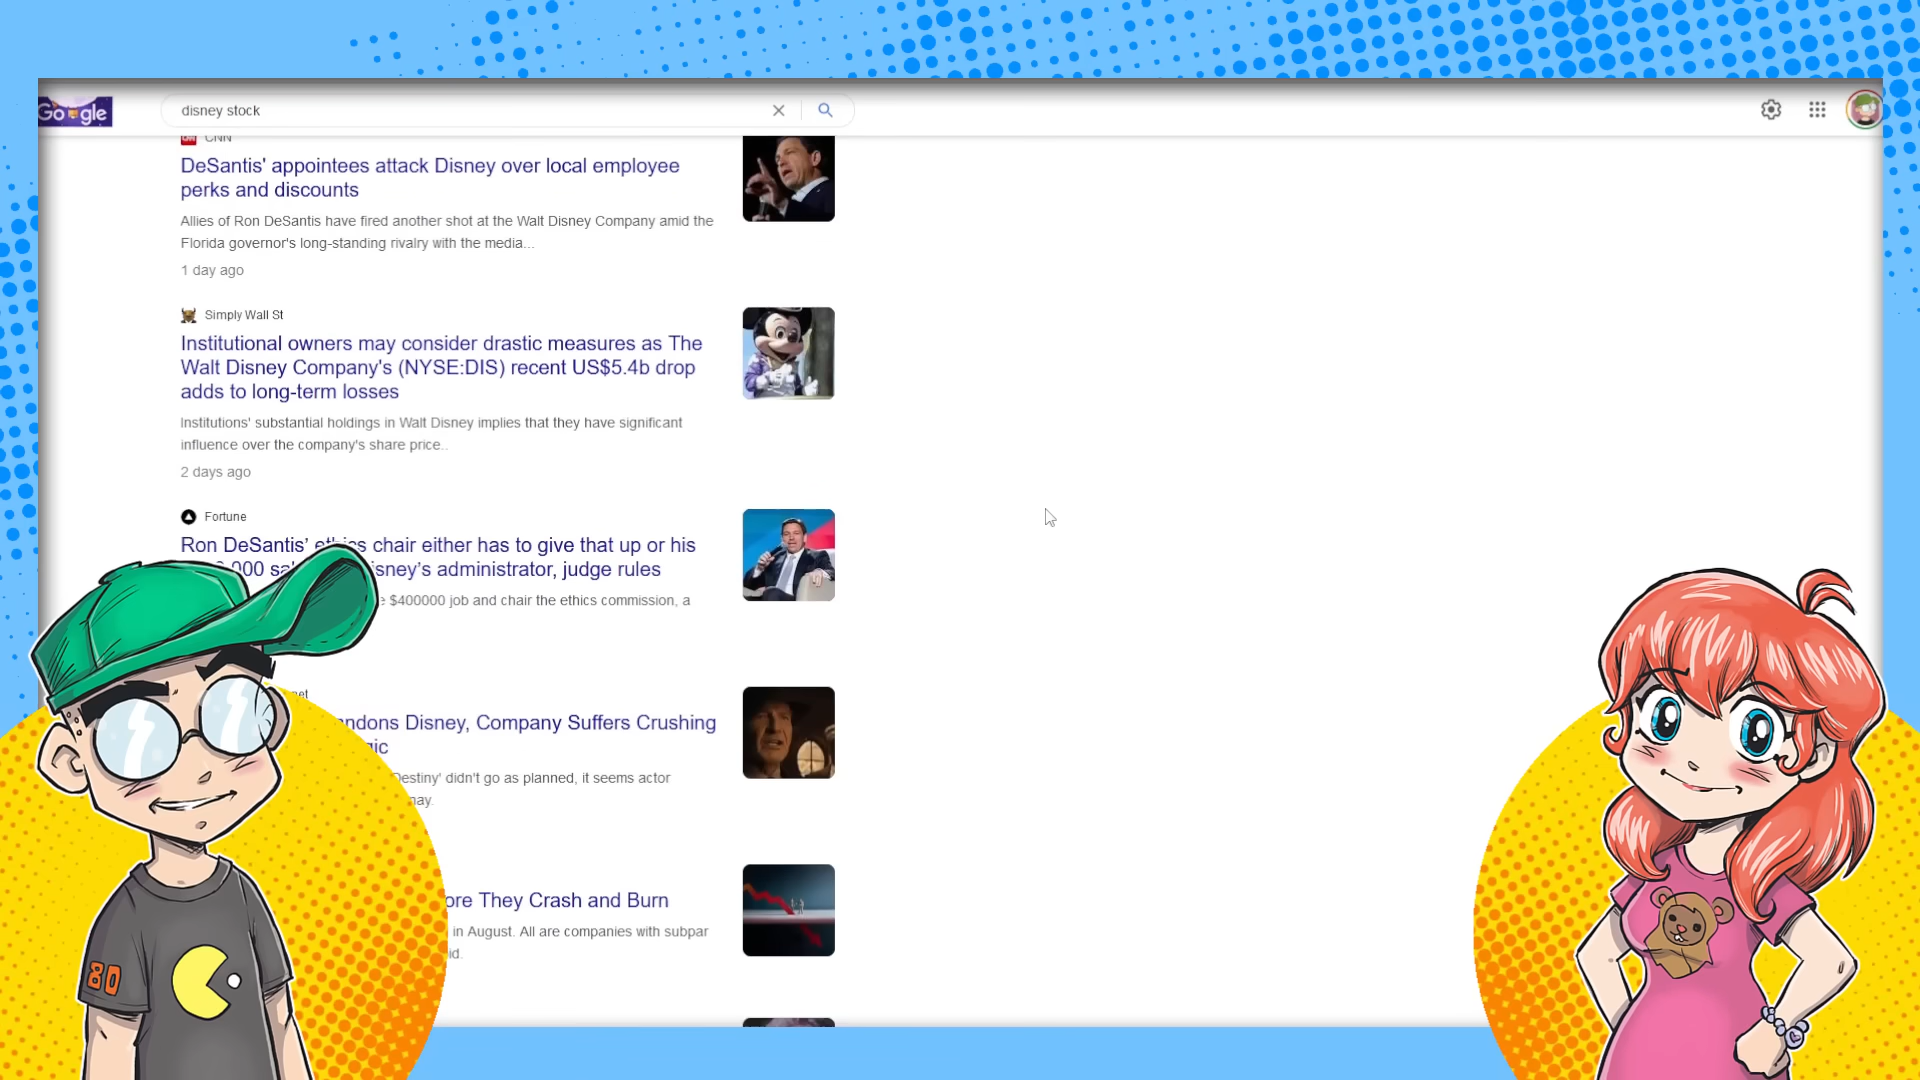 Google
disney stock
CNN
DeSantis' appointees attack Disney over local employee
perks and discounts
Allies of Ron DeSantis have fired another shot at the Walt Disney Company amid the
Florida governor's long-standing rivalry with the media...
1 day ago
Simply Wall St
Institutional owners may consider drastic measures as The
Walt Disney Company's (NYSE:DIS) recent US$5.4b drop
adds to long-term losses
Institutions' substantial holdings in Walt Disney implies that they have significant
influence over the company's share price..
2 days ago
Fortune
Ron DeSantis' ethics chair either has to give that up or his
administrator, judge rules
$400000 job and chair the ethics commission, a
Disney, Company Suffers Crushing
Destiny' didn't go as planned, it seems actor
They Crash and Burn
in August. All are companies with subpar
80